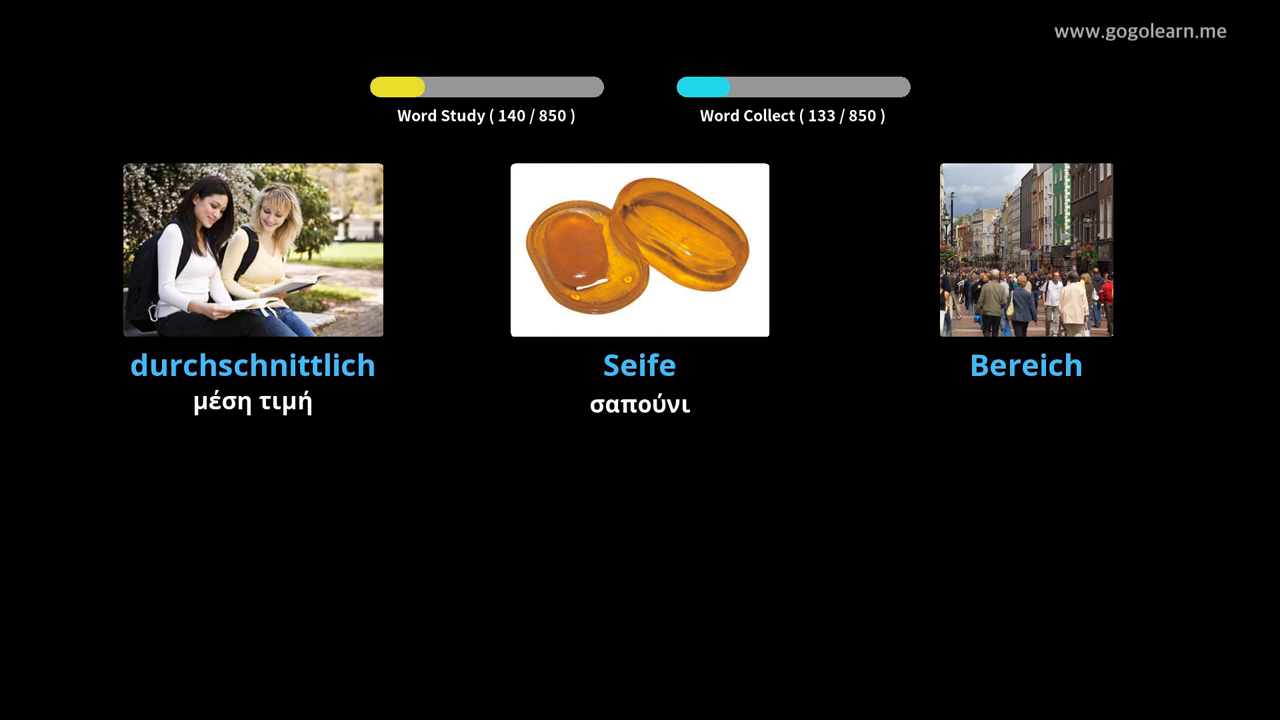 www.gogolearn.me
Word Study ( 140 / 850 )
Word Collect ( 133 / 850 )
durchschnittlich
μέση τιμή
Seife
σαπούνι
Bereich